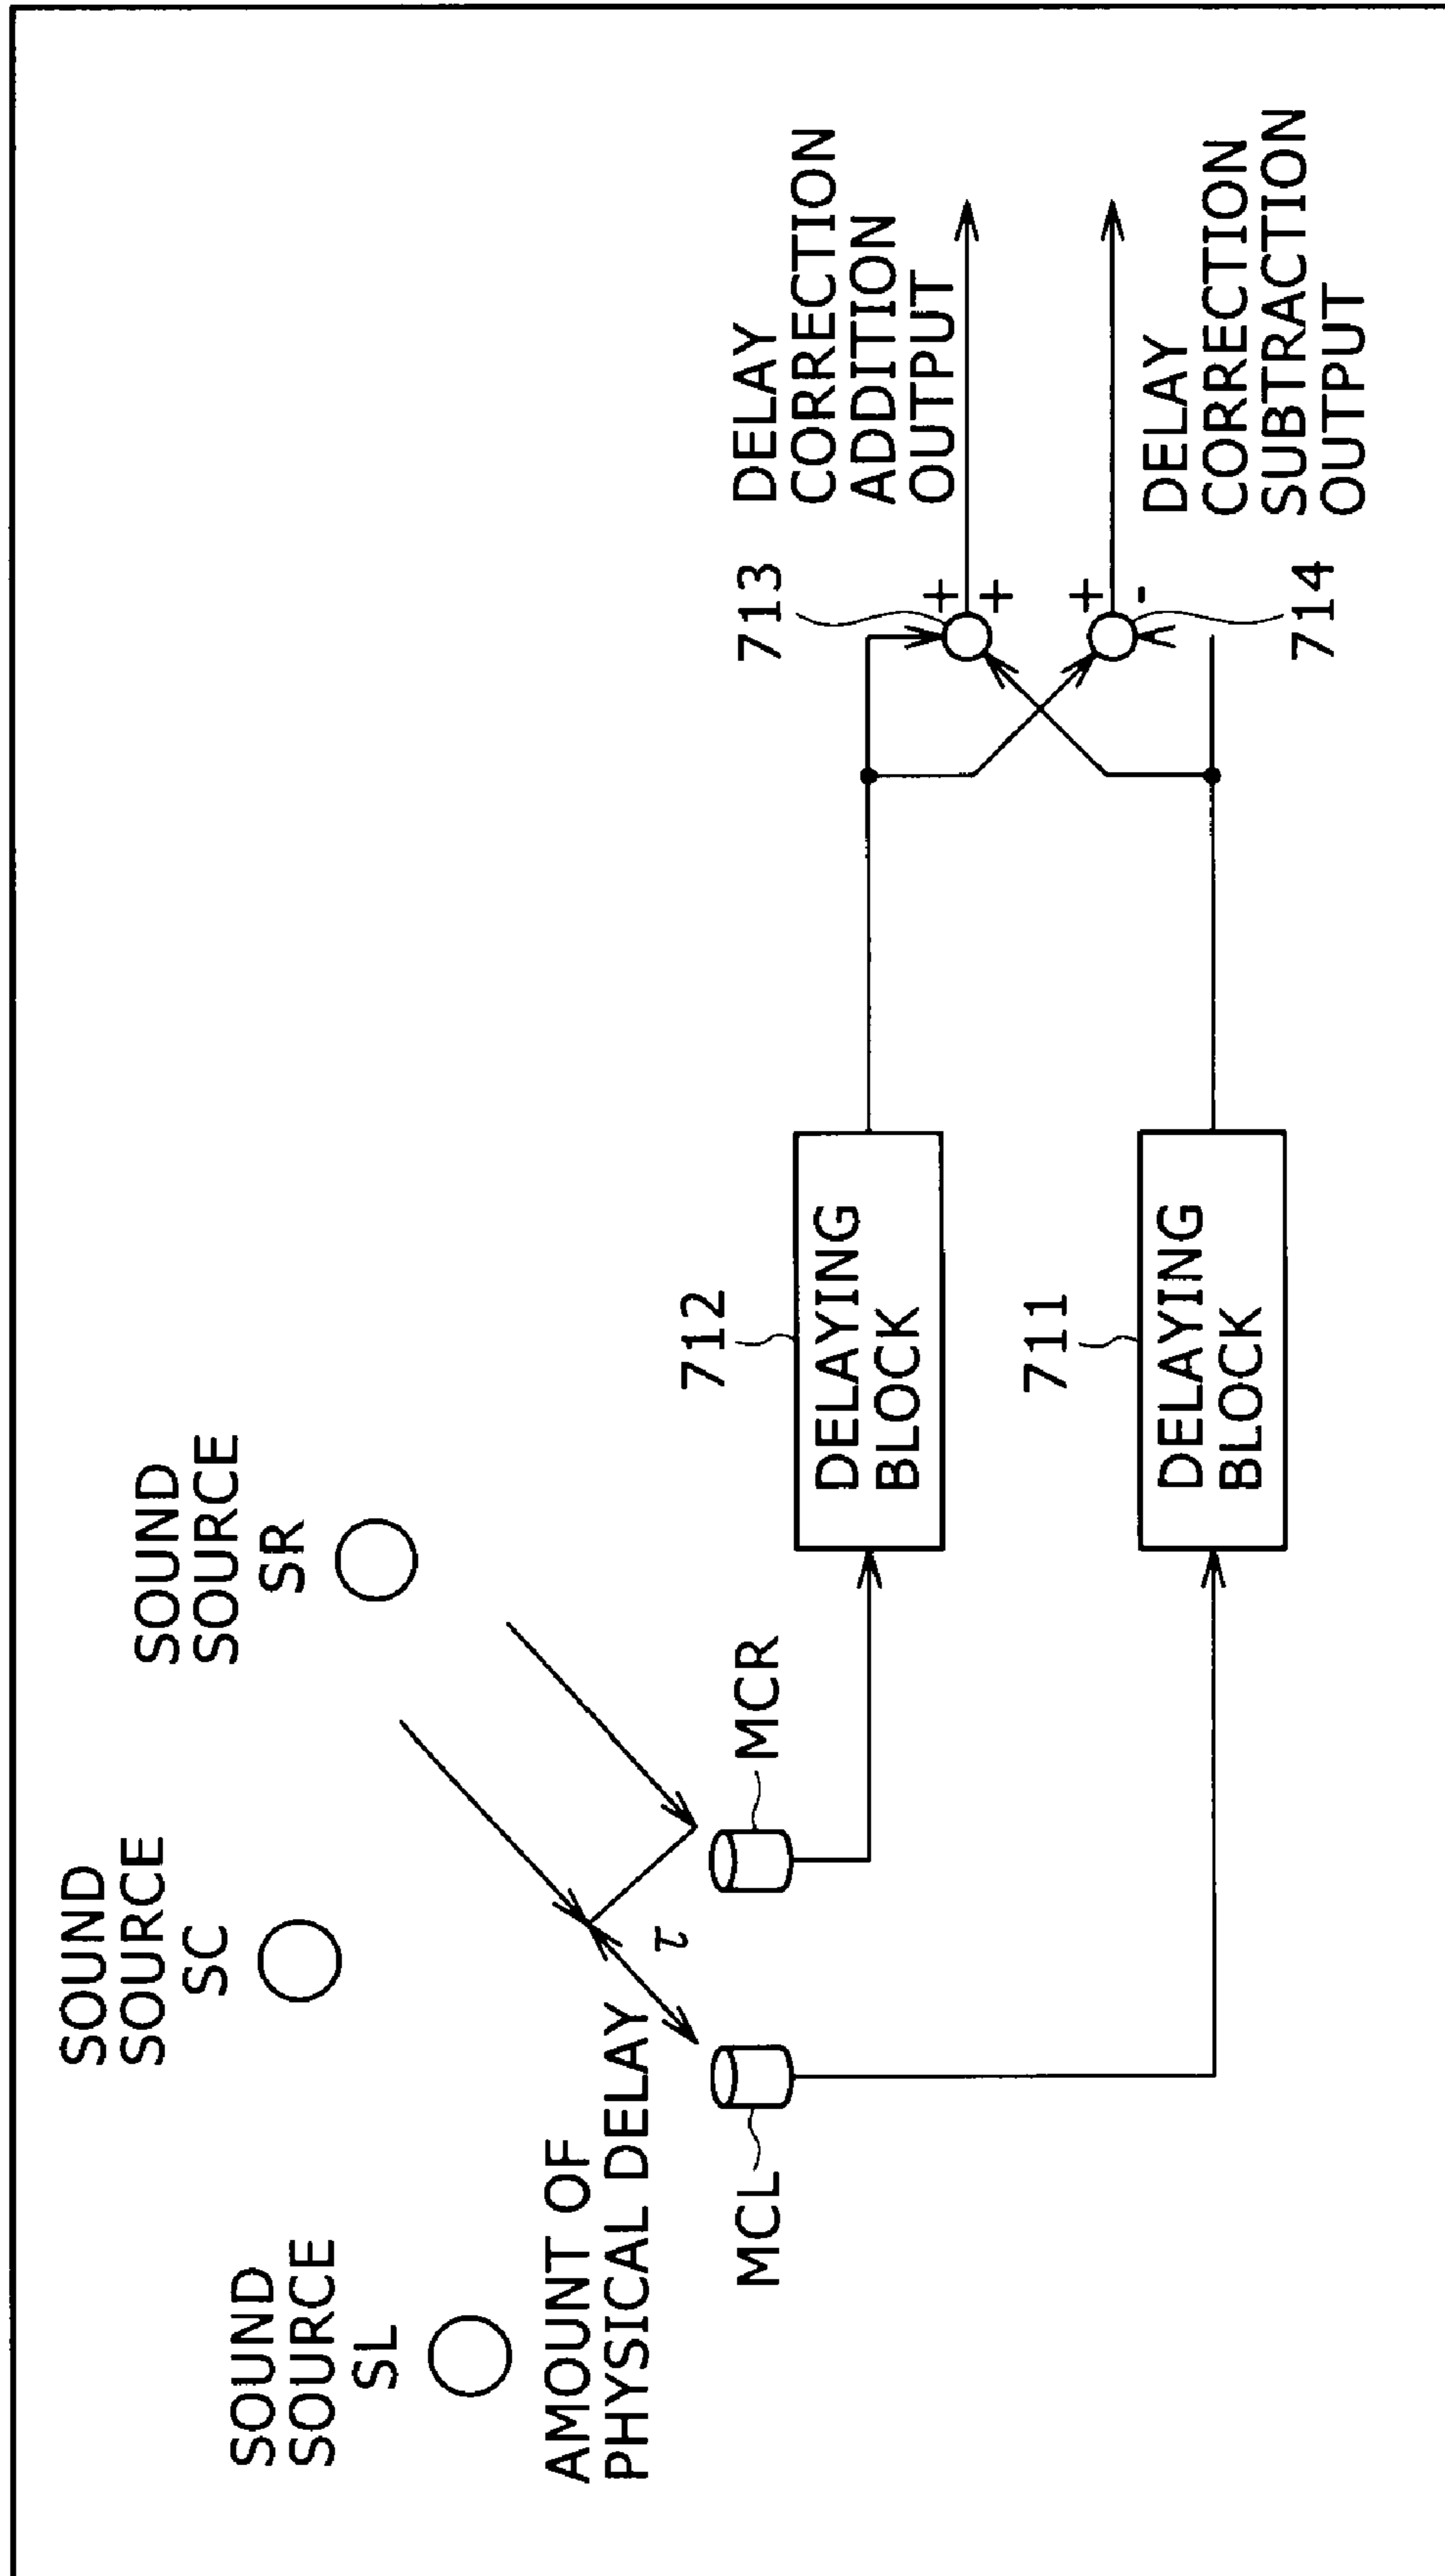 SOUND
SOURCE
SL
SOUND
SOURCE
SC
SOUND
SOURCE
SR
AMOUNT OF
PHYSICAL DELAY
τ
MCL
MCR
712
DELAYING
BLOCK
711
DELAYING
BLOCK
713
+
+
DELAY
CORRECTION
ADDITION
OUTPUT
+
-
714
DELAY
CORRECTION
SUBTRACTION
OUTPUT